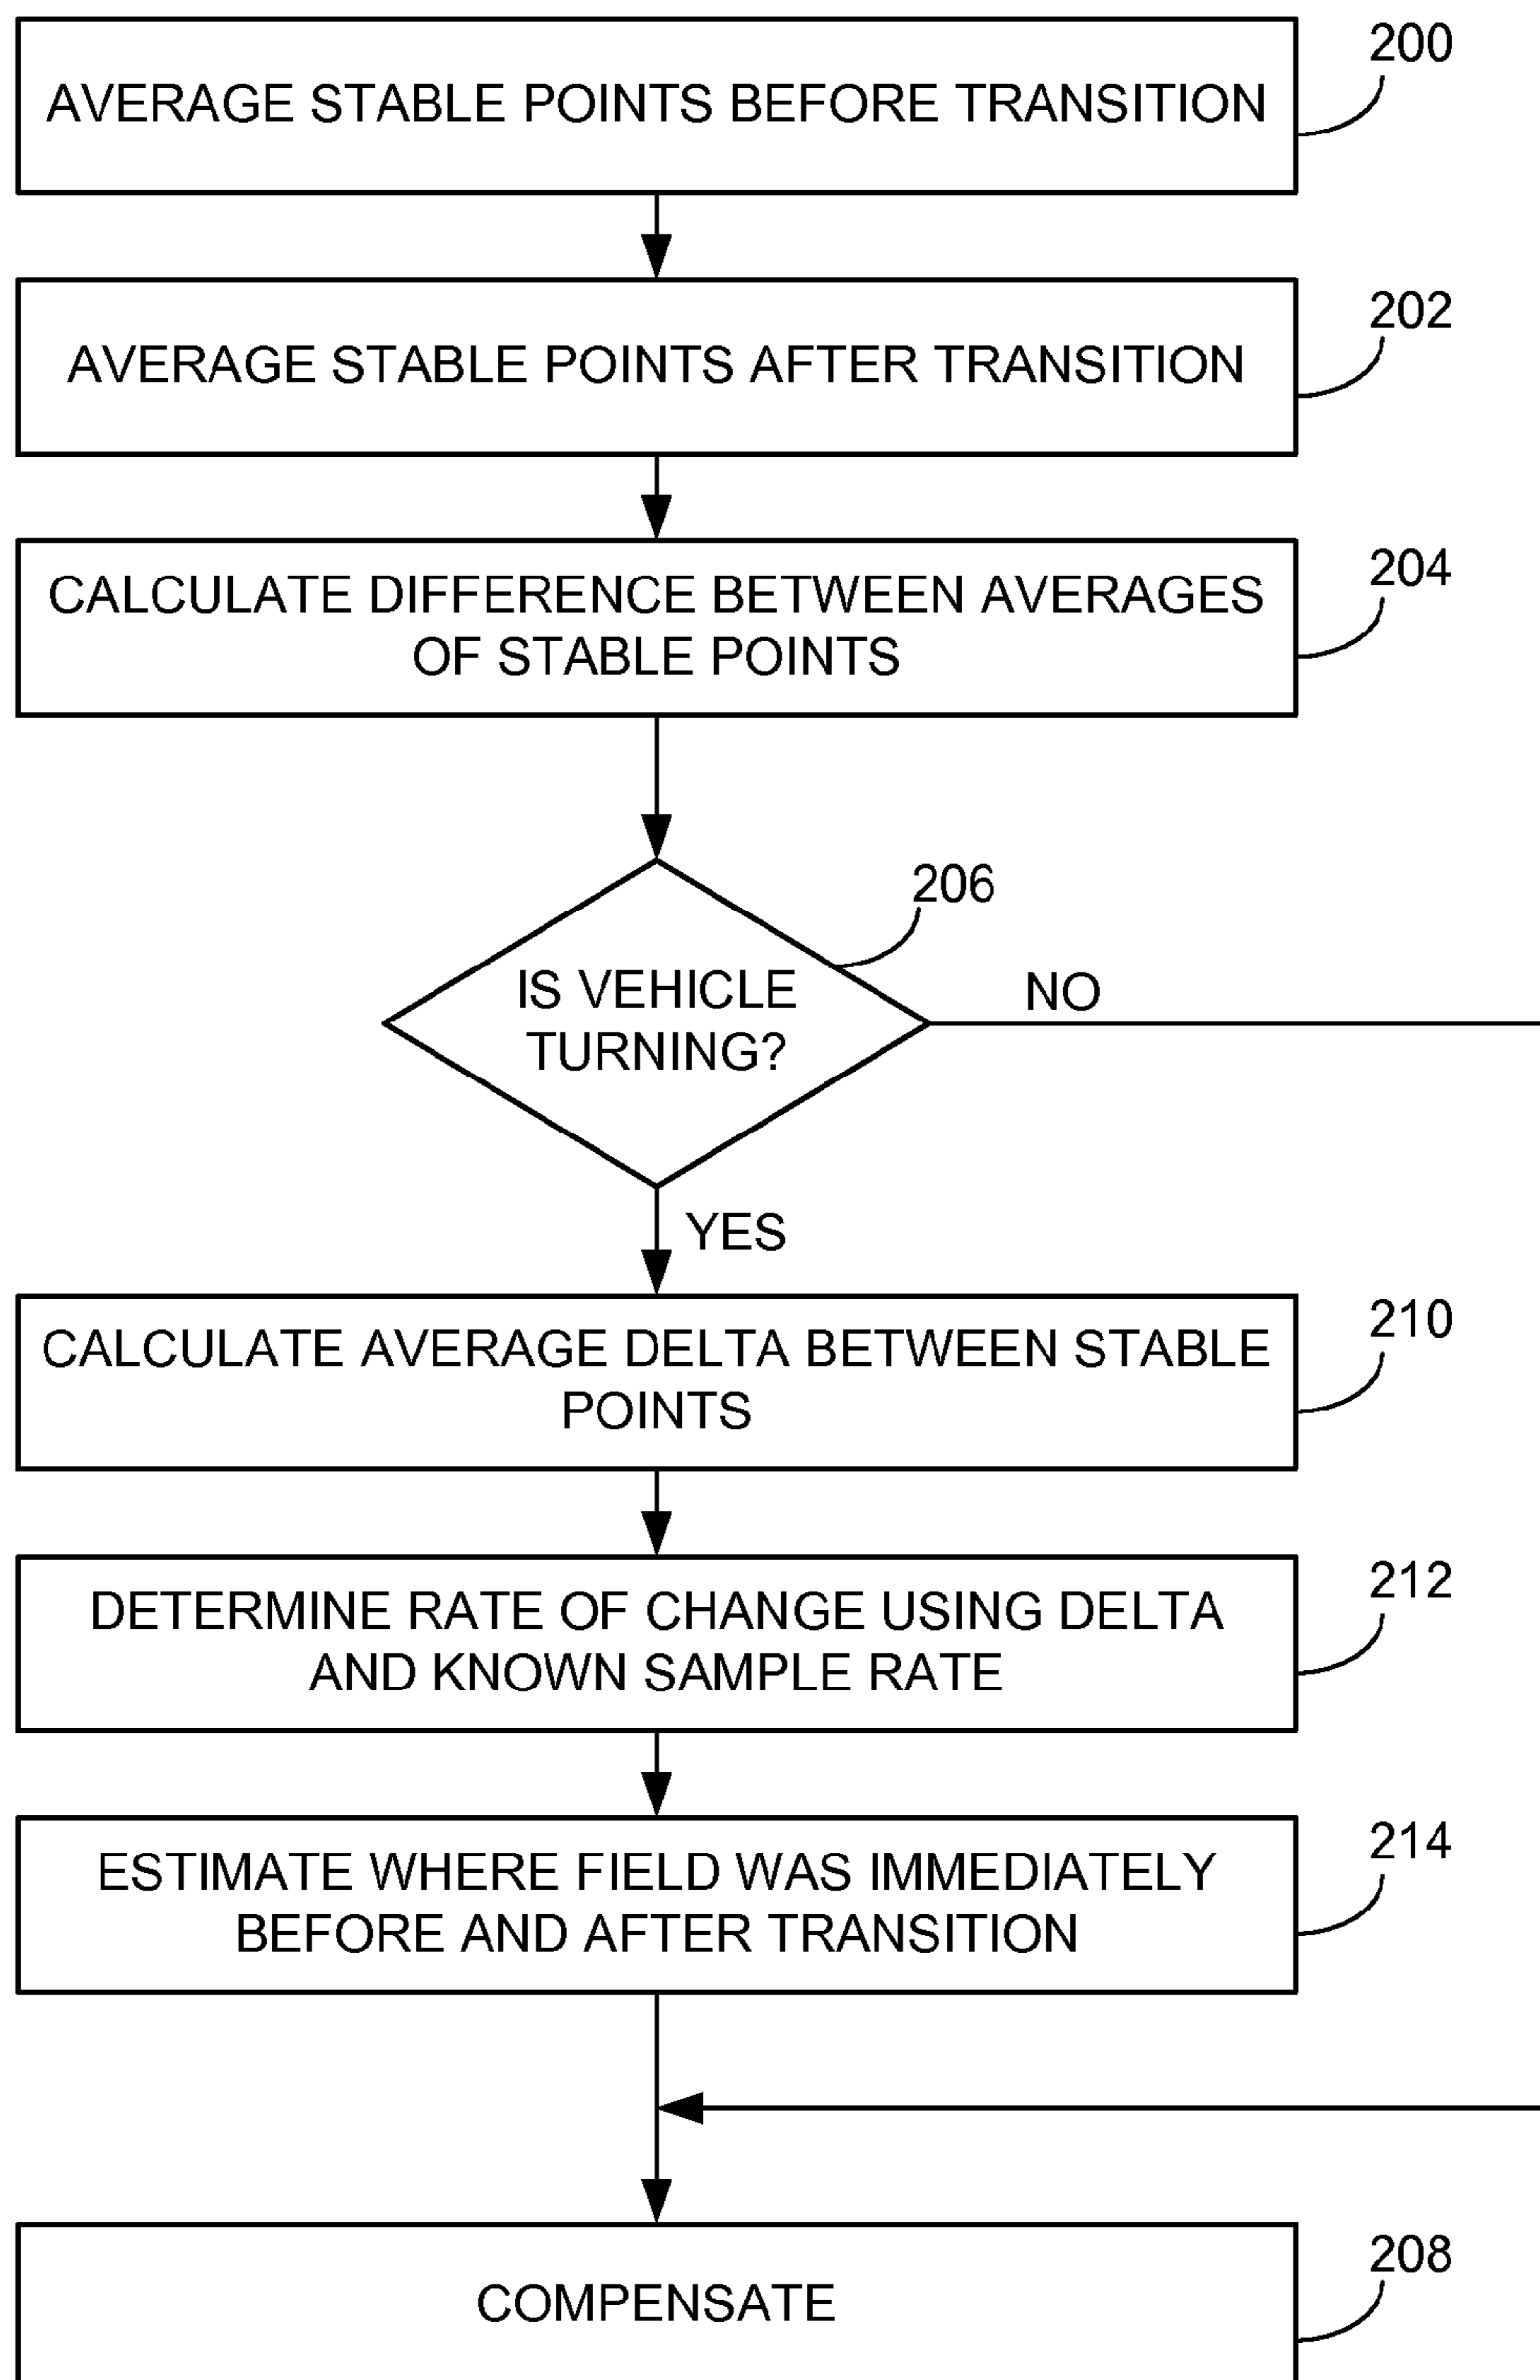 AVERAGE STABLE POINTS BEFORE TRANSITION
200
AVERAGE STABLE POINTS AFTER TRANSITION
202
CALCULATE DIFFERENCE BETWEEN AVERAGES
OF STABLE POINTS
204
IS VEHICLE
TURNING?
206
NO
YES
CALCULATE AVERAGE DELTA BETWEEN STABLE
POINTS
210
DETERMINE RATE OF CHANGE USING DELTA
AND KNOWN SAMPLE RATE
212
ESTIMATE WHERE FIELD WAS IMMEDIATELY
BEFORE AND AFTER TRANSITION
214
COMPENSATE
208